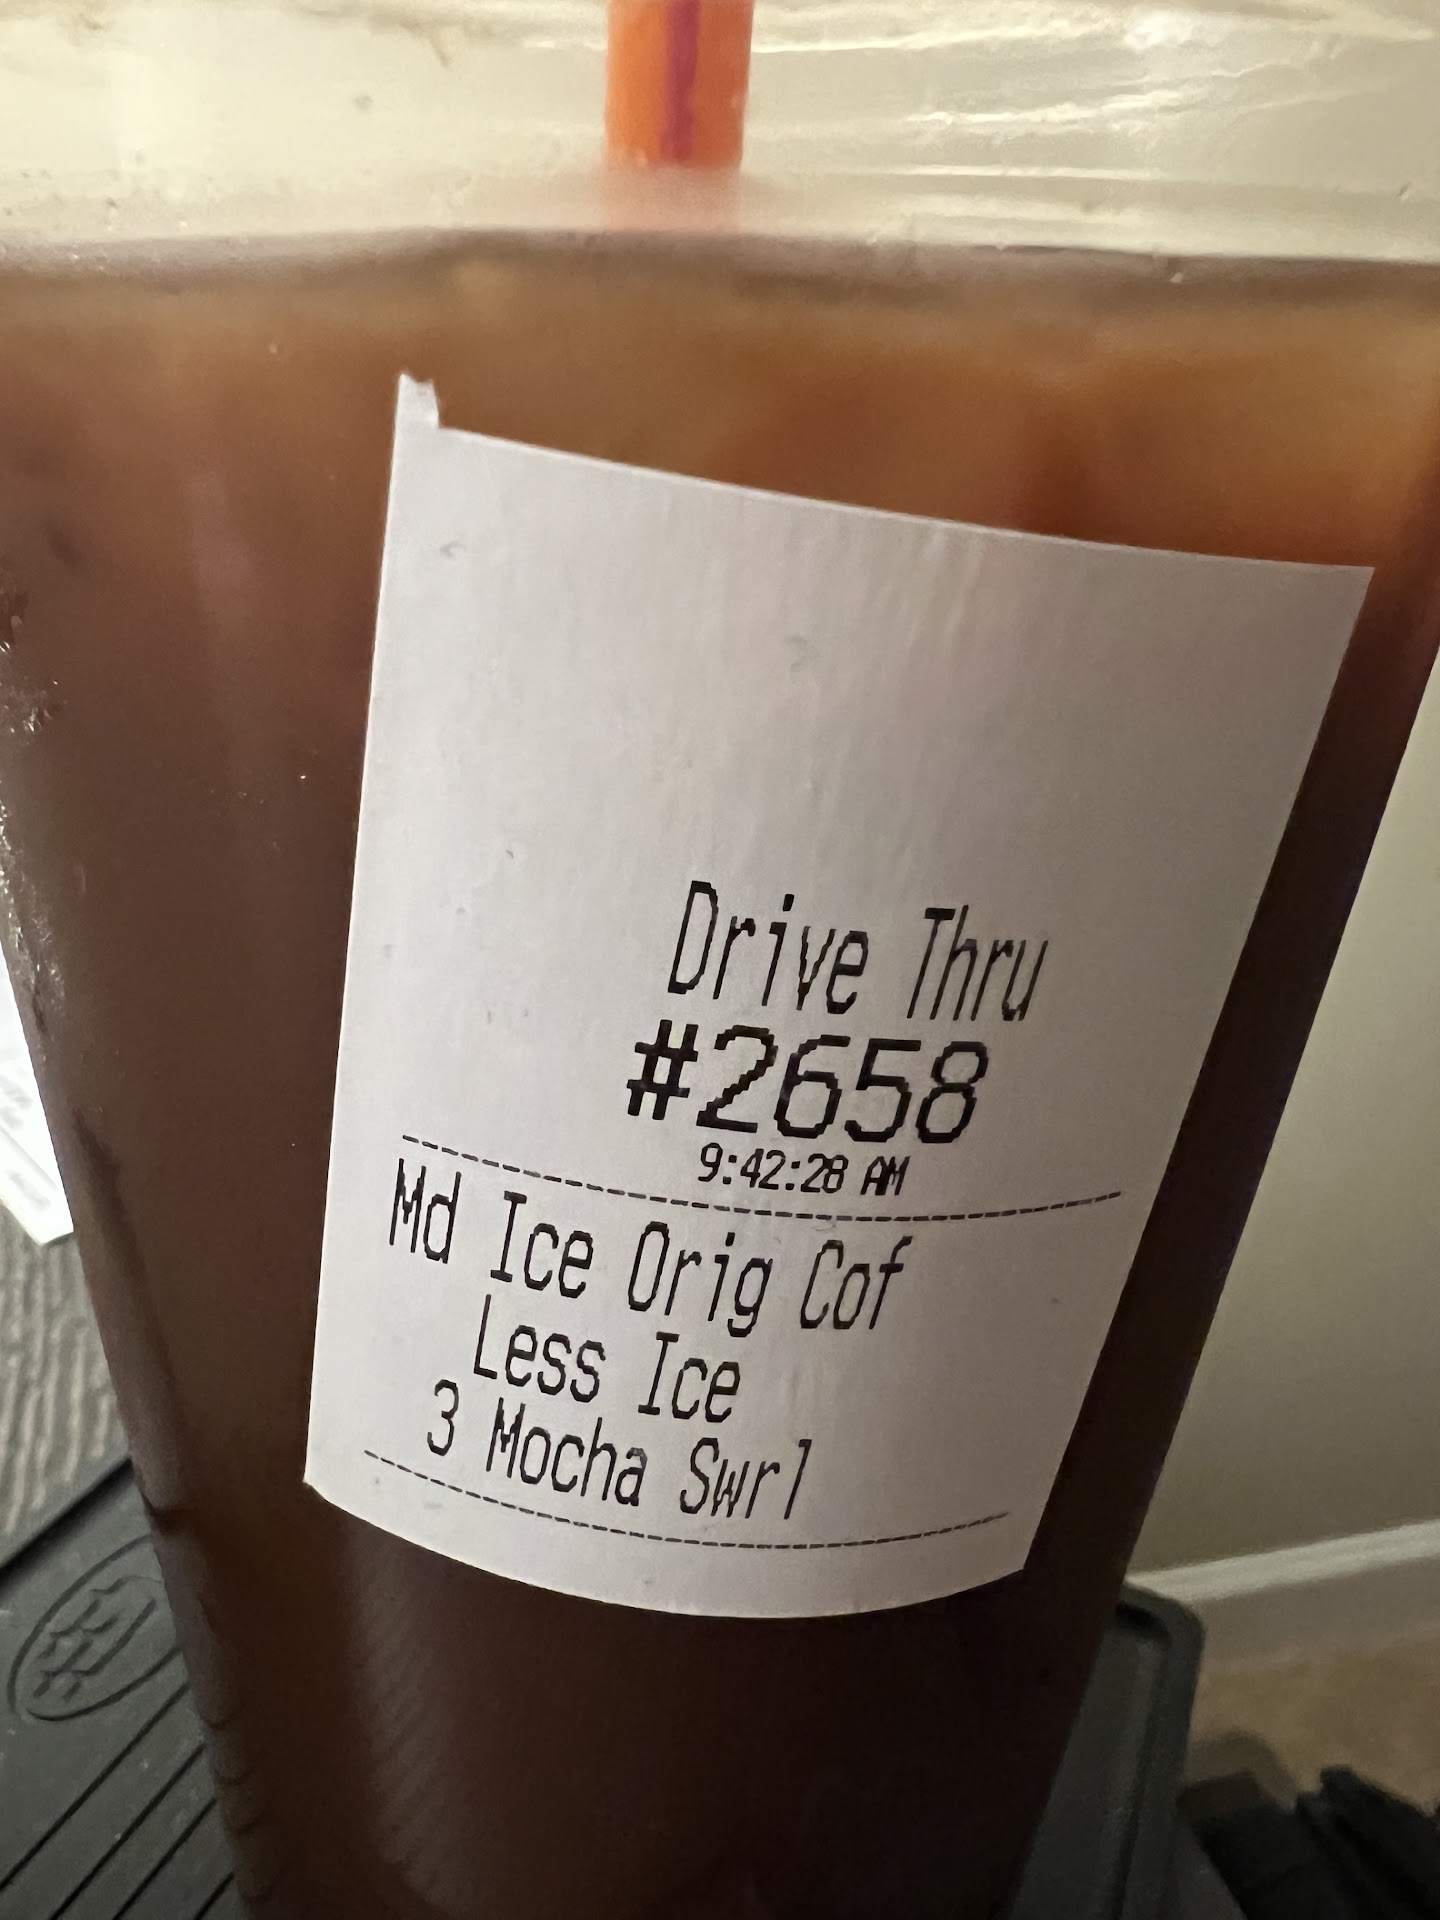 Drive Thru
#2658
9:42:28 AM
Md Ice Orig Cof
Less Ice
3 Mocha Swrl